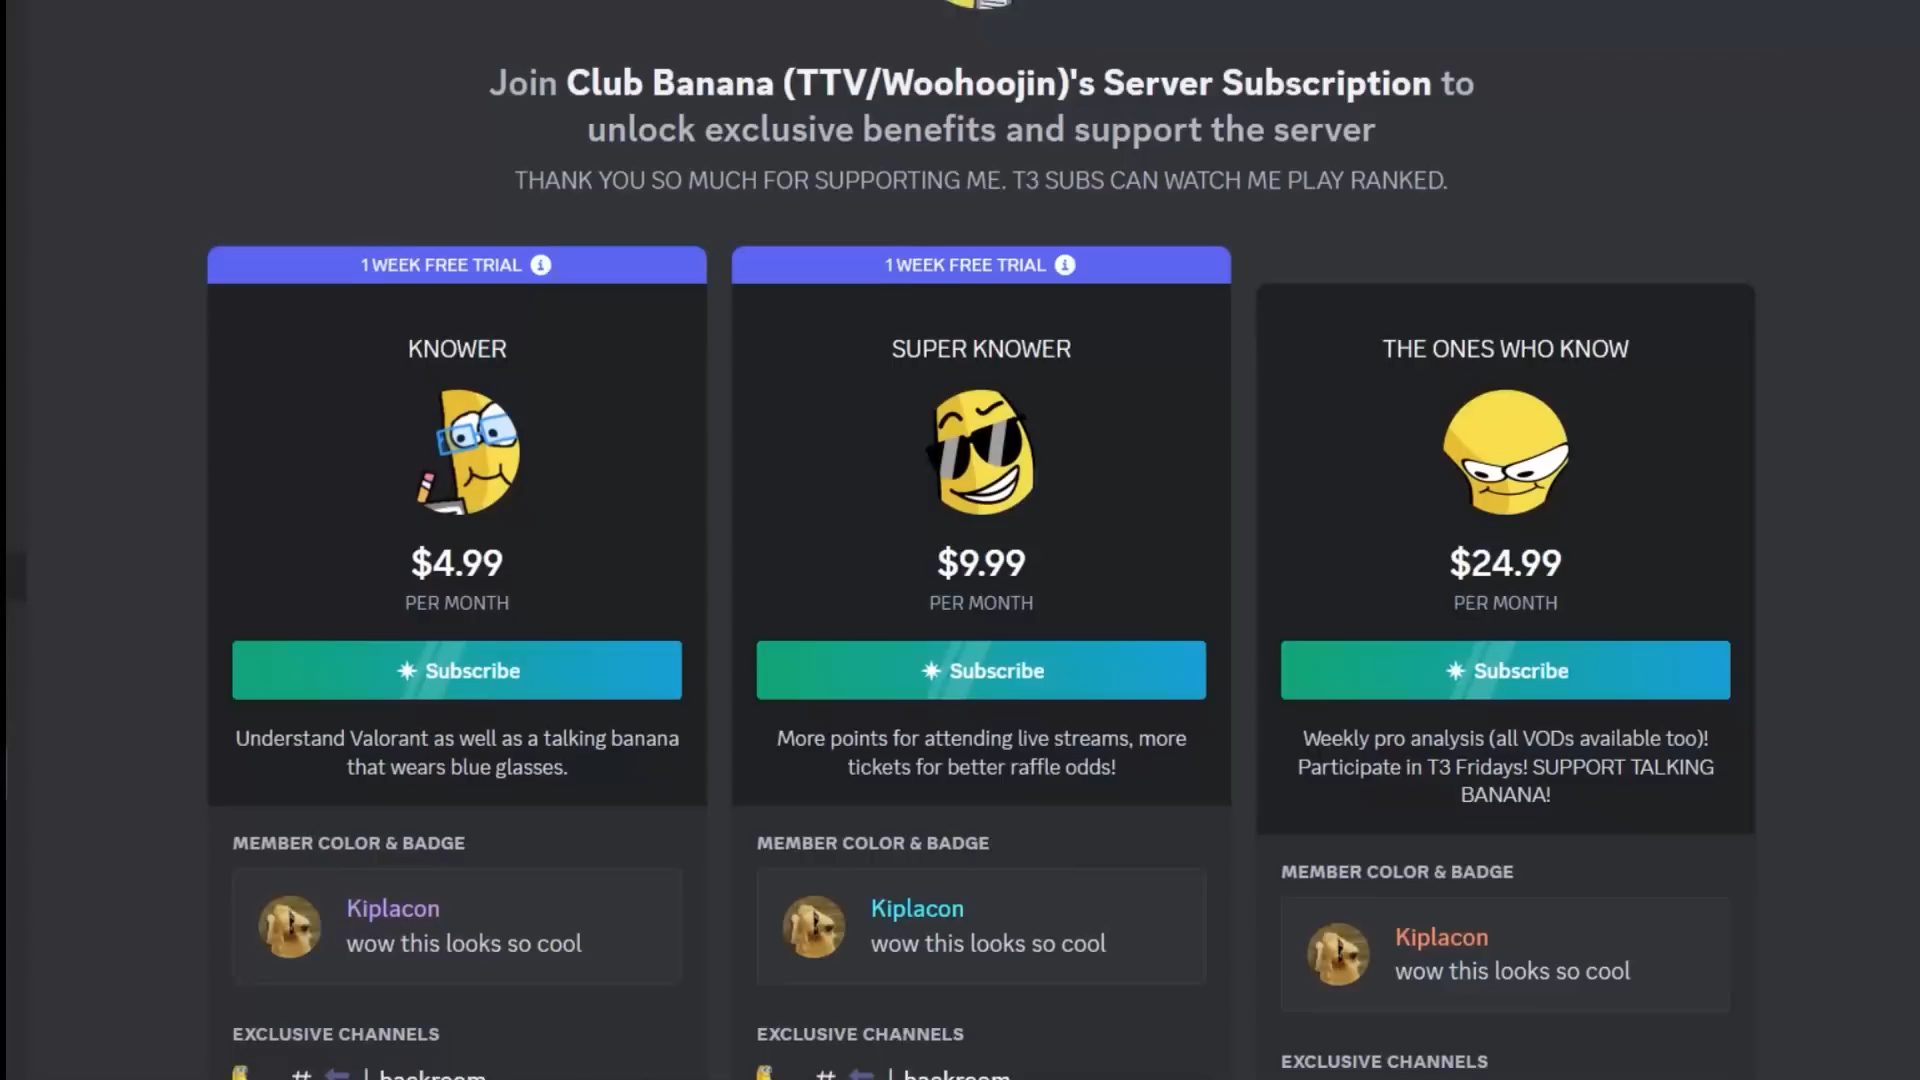 Join Club Banana (TTV/Woohoojin)'s Server Subscription to
unlock exclusive benefits and support the server
THANK YOU SO MUCH FOR SUPPORTING ME. T3 SUBS CAN WATCH ME PLAY RANKED.
1 WEEK FREE TRIAL
KNOWER
$4.99
PER MONTH
Subscribe
Understand Valorant as well as a talking banana
that wears blue glasses.
MEMBER COLOR & BADGE
Kiplacon
wow this looks so cool
EXCLUSIVE CHANNELS
# | backroom
1 WEEK FREE TRIAL
SUPER KNOWER
$9.99
PER MONTH
Subscribe
More points for attending live streams, more
tickets for better raffle odds!
MEMBER COLOR & BADGE
Kiplacon
wow this looks so cool
EXCLUSIVE CHANNELS
# | backroom
THE ONES WHO KNOW
$24.99
PER MONTH
Subscribe
Weekly pro analysis (all VODs available too)!
Participate in T3 Fridays! SUPPORT TALKING
BANANA!
MEMBER COLOR & BADGE
Kiplacon
wow this looks so cool
EXCLUSIVE CHANNELS